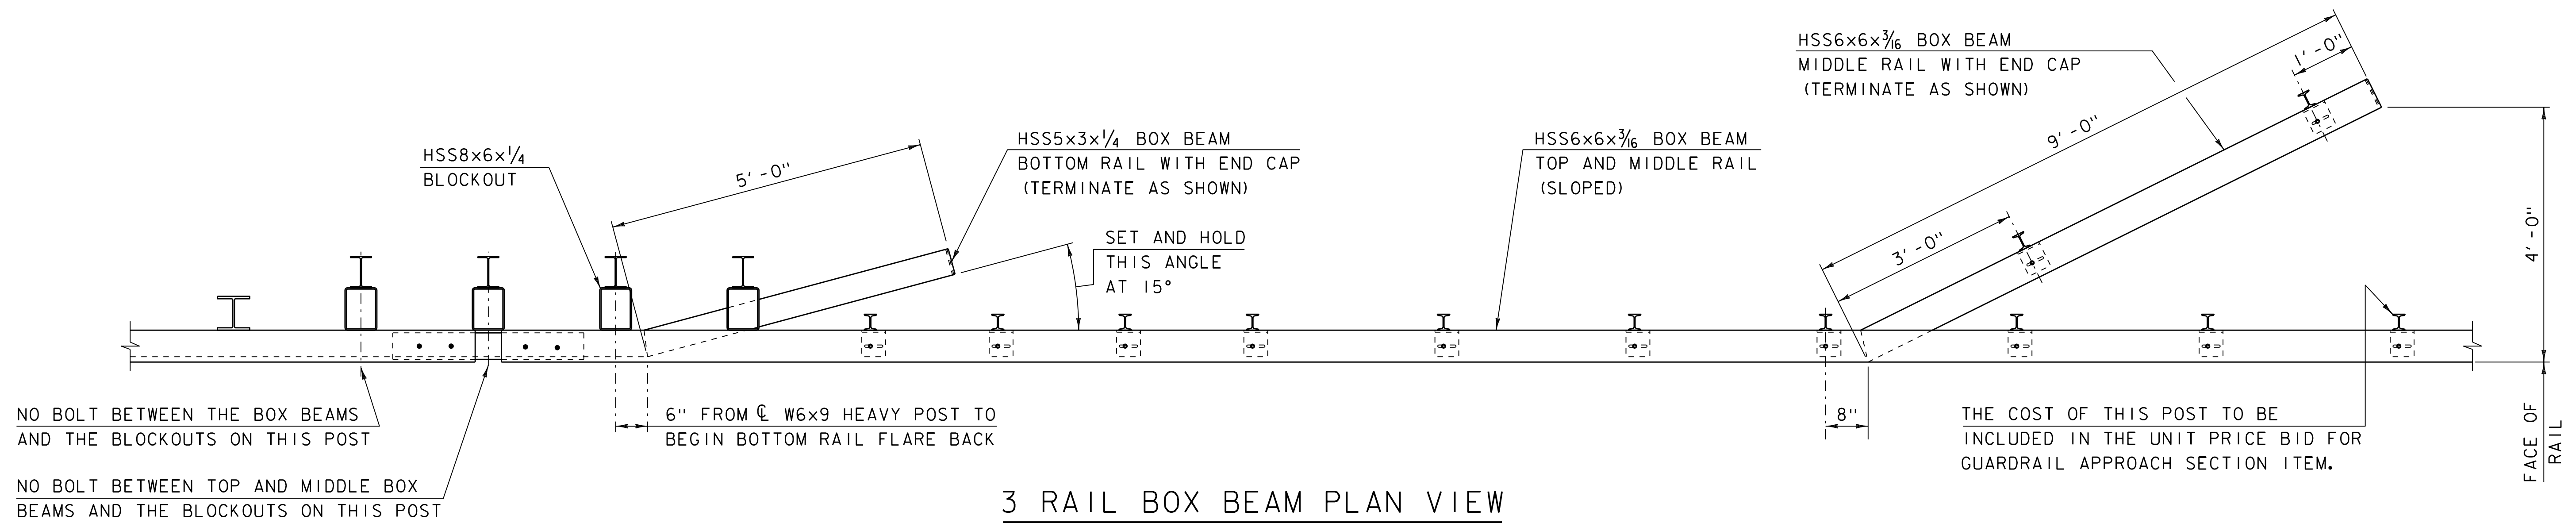 HSS6x6x3/16 BOX BEAM
MIDDLE RAIL WITH END CAP
(TERMINATE AS SHOWN)
1'-0"
9'-0"
3'-0"
4'-0"
HSS8x6x1/4
BLOCKOUT
5'-0"
HSS5x3x1/4 BOX BEAM
BOTTOM RAIL WITH END CAP
(TERMINATE AS SHOWN)
SET AND HOLD
THIS ANGLE
AT 15°
HSS6x6x3/16 BOX BEAM
TOP AND MIDDLE RAIL
(SLOPED)
NO BOLT BETWEEN THE BOX BEAMS
AND THE BLOCKOUTS ON THIS POST
NO BOLT BETWEEN TOP AND MIDDLE BOX
BEAMS AND THE BLOCKOUTS ON THIS POST
6" FROM ℄ W6x9 HEAVY POST TO
BEGIN BOTTOM RAIL FLARE BACK
8"
THE COST OF THIS POST TO BE
INCLUDED IN THE UNIT PRICE BID FOR
GUARDRAIL APPROACH SECTION ITEM.
FACE OF
RAIL
3 RAIL BOX BEAM PLAN VIEW